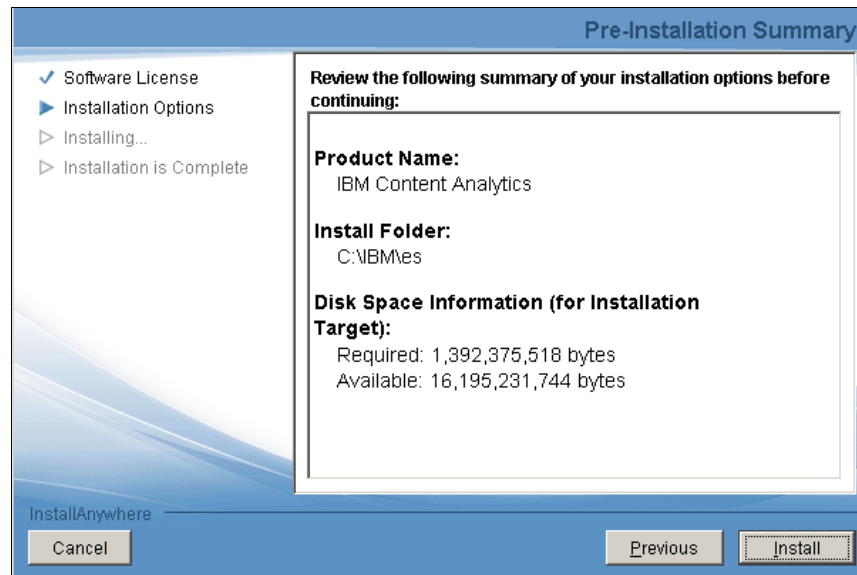 Pre-Installation Summary
Software License
Installation Options
Installing...
Installation is Complete
Review the following summary of your installation options before
continuing:
Product Name:
IBM Content Analytics
Install Folder:
C:\IBM\es
Disk Space Information (for Installation
Target):
Required: 1,392,375,518 bytes
Available: 16,195,231,744 bytes
InstallAnywhere
Cancel
Previous
Install